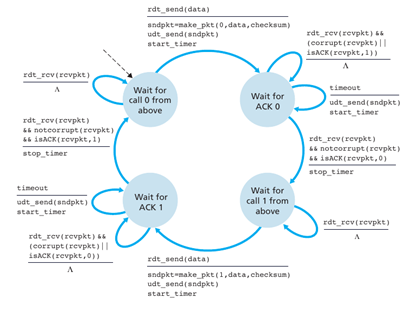 rdt_send(data)
sndpkt=make_pkt(0,data,checksum)
udt_send(sndpkt)
start_timer
rdt_rcv(rcvpkt)
Λ
Wait for
call 0 from
above
Wait for
ACK 0
rdt_rcv(rcvpkt)&&
(corrupt(rcvpkt)||
isACK(rcvpkt,1))
Λ
timeout
udt_send(sndpkt)
start_timer
rdt_rcv(rcvpkt)
&& notcorrupt(rcvpkt)
&& isACK(rcvpkt,0)
stop_timer
rdt_rcv(rcvpkt)
&& notcorrupt(rcvpkt)
&& isACK(rcvpkt,1)
stop_timer
timeout
udt_send(sndpkt)
start_timer
Wait for
ACK 1
Wait for
call 1 from
above
rdt_rcv(rcvpkt)
Λ
rdt_rcv(rcvpkt)&&
(corrupt(rcvpkt)||
isACK(rcvpkt,0))
Λ
rdt_send(data)
sndpkt=make_pkt(1,data,checksum)
udt_send(sndpkt)
start_timer